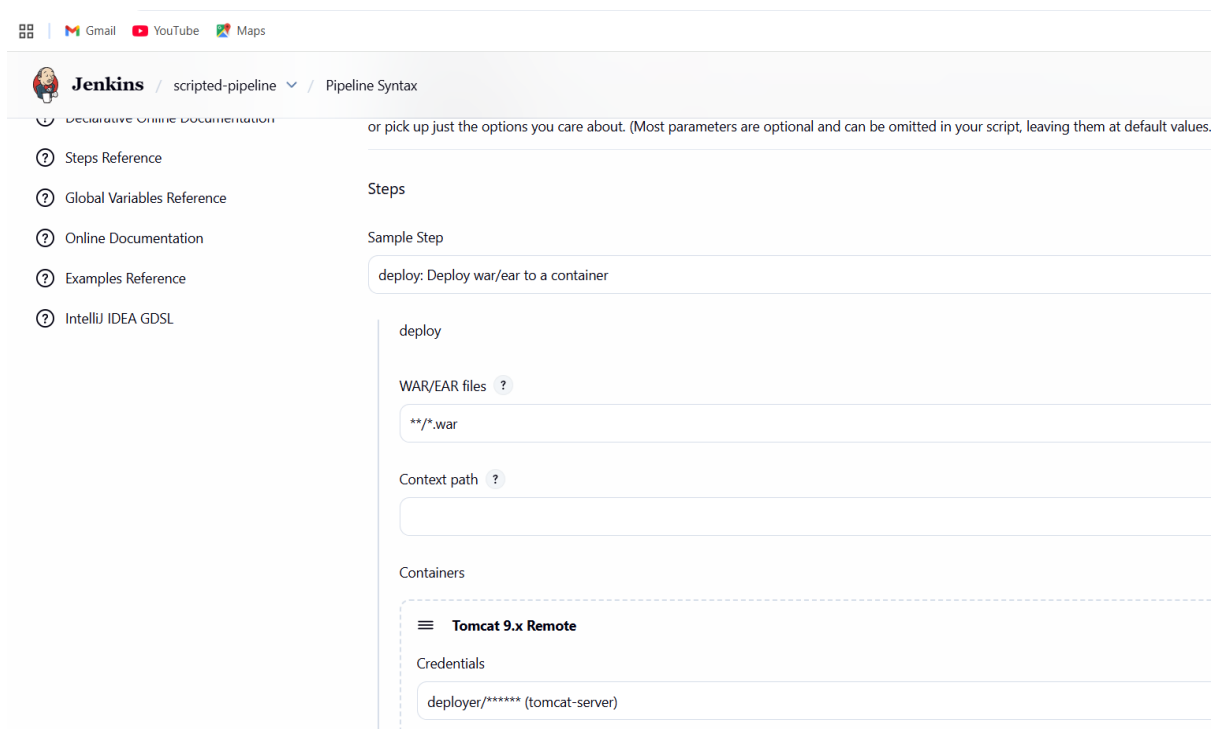 Gmail YouTube Maps
Jenkins / scripted-pipeline / Pipeline Syntax
Declarative Online Documentation
or pick up just the options you care about. (Most parameters are optional and can be omitted in your script, leaving them at default values.
? Steps Reference
Steps
? Global Variables Reference
Sample Step
? Online Documentation
deploy: Deploy war/ear to a container
? Examples Reference
? IntelliJ IDEA GDSL
deploy
WAR/EAR files ?
**/*.war
Context path ?
Containers
Tomcat 9.x Remote
Credentials
deployer/****** (tomcat-server)